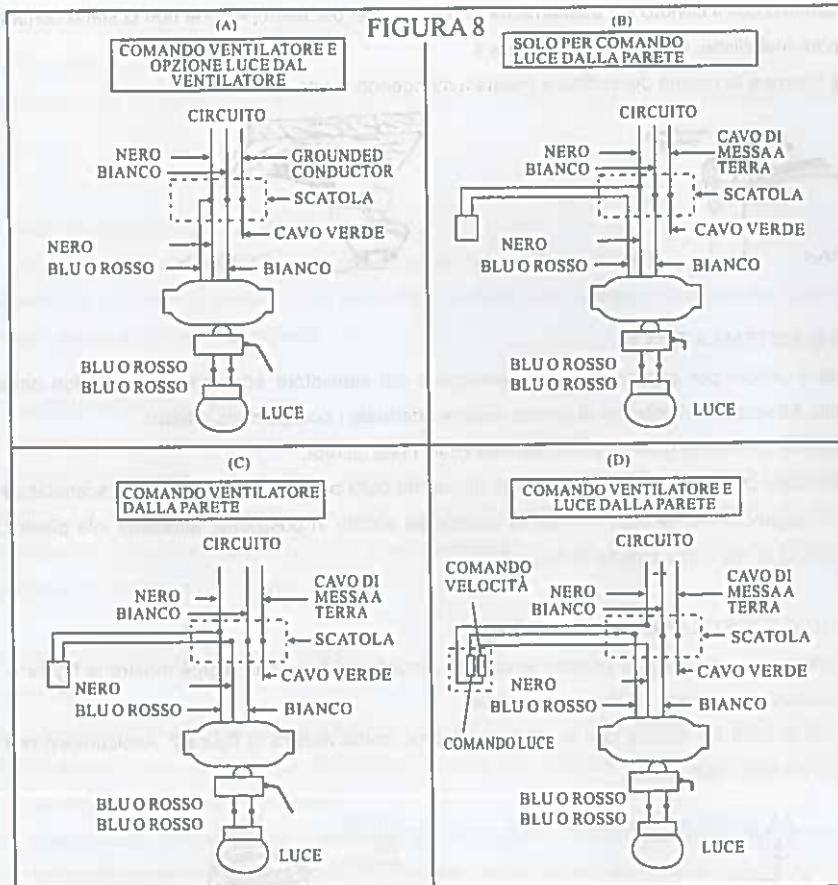 FIGURA 8
(A)
COMANDO VENTILATORE E
OPZIONE LUCE DAL
VENTILATORE
CIRCUITO
NERO
BIANCO
GROUNDED
CONDUCTOR
SCATOLA
CAVO VERDE
NERO
BLU O ROSSO
BIANCO
BLU O ROSSO
BLU O ROSSO
LUCE
(B)
SOLO PER COMANDO
LUCE DALLA PARETE
CIRCUITO
NERO
BIANCO
CAVO DI
MESSA A
TERRA
SCATOLA
CAVO VERDE
NERO
BLU O ROSSO
BIANCO
BLU O ROSSO
BLU O ROSSO
LUCE
(C)
COMANDO VENTILATORE
DALLA PARETE
CIRCUITO
NERO
BIANCO
CAVO DI
MESSA A
TERRA
SCATOLA
CAVO VERDE
NERO
BLU O ROSSO
BIANCO
BLU O ROSSO
BLU O ROSSO
LUCE
(D)
COMANDO VENTILATORE E
LUCE DALLA PARETE
CIRCUITO
COMANDO
VELOCITÀ
NERO
BIANCO
CAVO DI
MESSA A
TERRA
SCATOLA
CAVO VERDE
NERO
BLU O ROSSO
BIANCO
COMANDO LUCE
BLU O ROSSO
BLU O ROSSO
LUCE